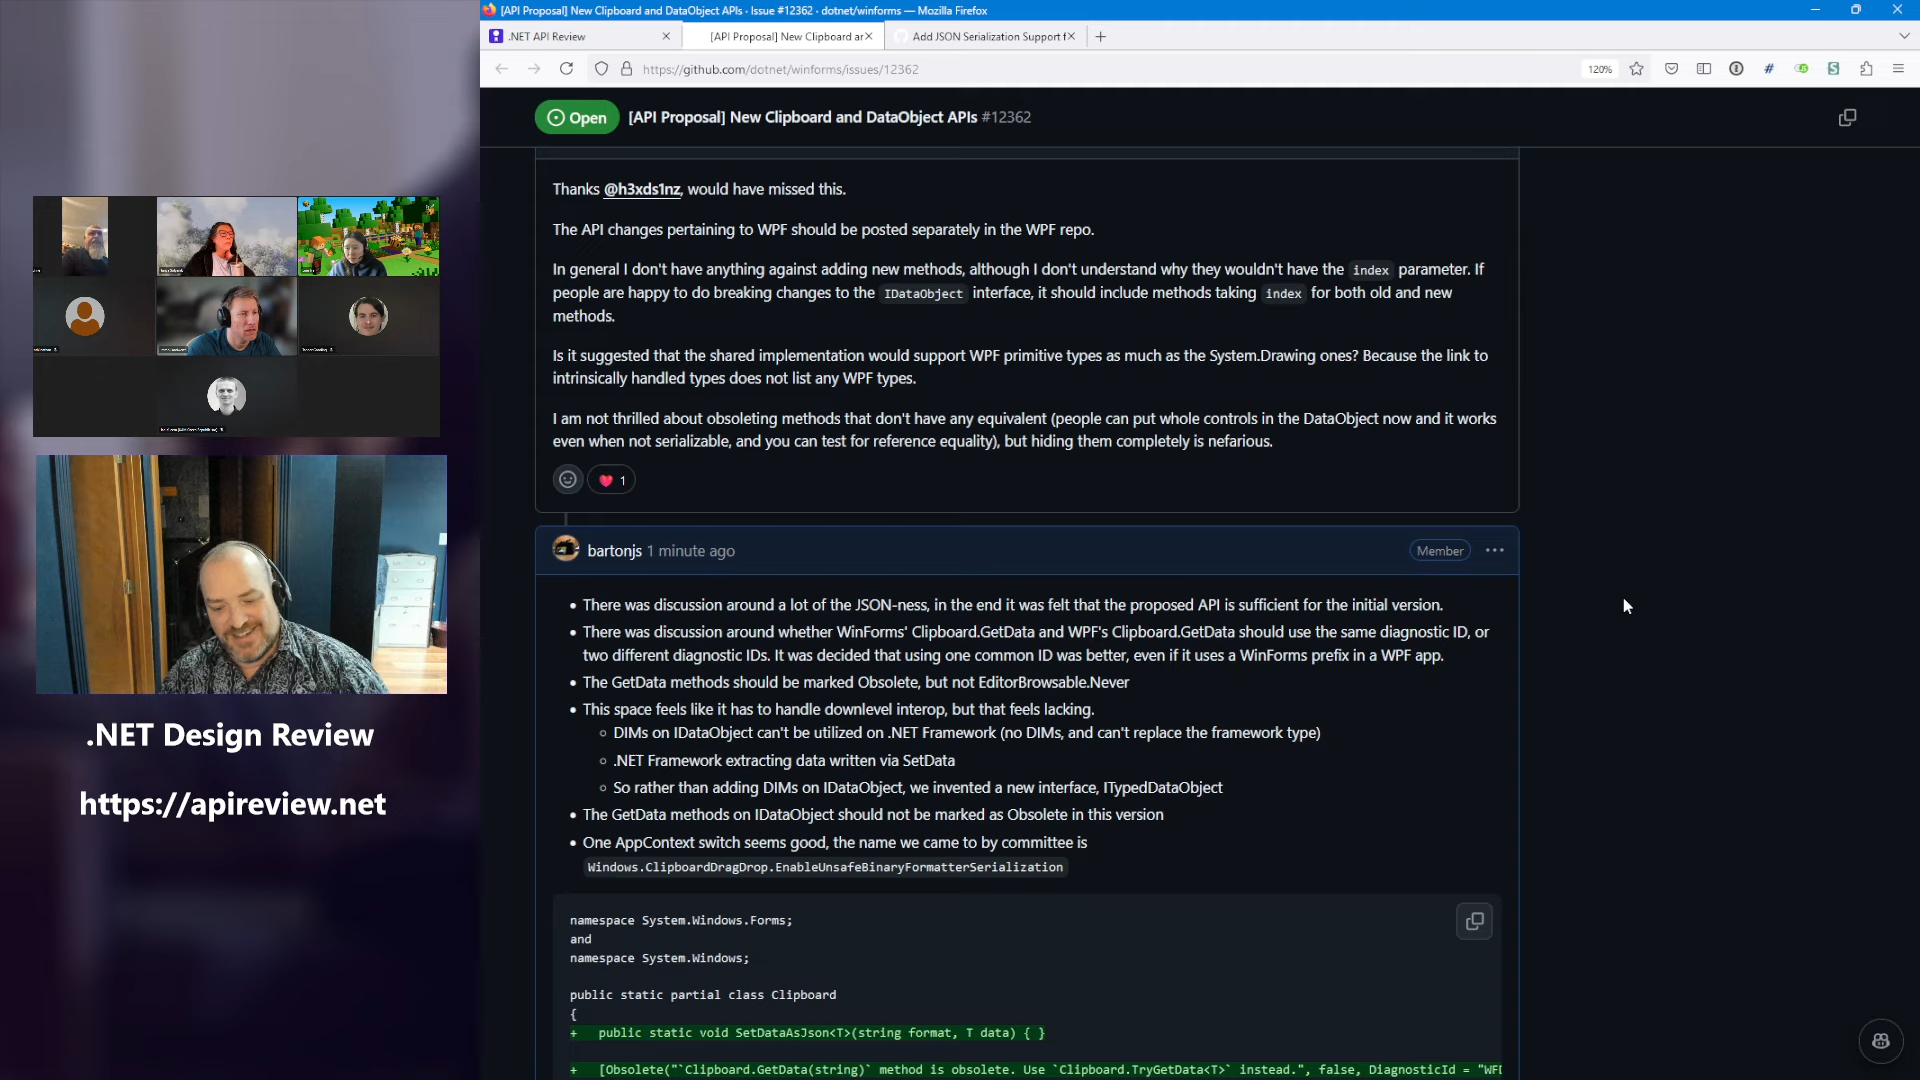 [API Proposal] New Clipboard and DataObject APIs · Issue #12362 · dotnet/winforms — Mozilla Firefox
.NET API Review
[API Proposal] New Clipboard ar
Add JSON Serialization Support f
https://github.com/dotnet/winforms/issues/12362
120%
Open
[API Proposal] New Clipboard and DataObject APIs #12362
Thanks @h3xds1nz, would have missed this.
The API changes pertaining to WPF should be posted separately in the WPF repo.
In general I don't have anything against adding new methods, although I don't understand why they wouldn't have the index parameter. If
people are happy to do breaking changes to the IDataObject interface, it should include methods taking index for both old and new
methods.
Is it suggested that the shared implementation would support WPF primitive types as much as the System.Drawing ones? Because the link to
intrinsically handled types does not list any WPF types.
I am not thrilled about obsoleting methods that don't have any equivalent (people can put whole controls in the DataObject now and it works
even when not serializable, and you can test for reference equality), but hiding them completely is nefarious.
1
bartonjs 1 minute ago
Member
• There was discussion around a lot of the JSON-ness, in the end it was felt that the proposed API is sufficient for the initial version.
• There was discussion around whether WinForms' Clipboard.GetData and WPF's Clipboard.GetData should use the same diagnostic ID, or
two different diagnostic IDs. It was decided that using one common ID was better, even if it uses a WinForms prefix in a WPF app.
• The GetData methods should be marked Obsolete, but not EditorBrowsable.Never
• This space feels like it has to handle downlevel interop, but that feels lacking.
○ DIMs on IDataObject can't be utilized on .NET Framework (no DIMs, and can't replace the framework type)
○ .NET Framework extracting data written via SetData
○ So rather than adding DIMs on IDataObject, we invented a new interface, ITypedDataObject
• The GetData methods on IDataObject should not be marked as Obsolete in this version
• One AppContext switch seems good, the name we came to by committee is
Windows.ClipboardDragDrop.EnableUnsafeBinaryFormatterSerialization
namespace System.Windows.Forms;
and
namespace System.Windows;
public static partial class Clipboard
{
+ public static void SetDataAsJson<T>(string format, T data) { }
+ [Obsolete("`Clipboard.GetData(string)` method is obsolete. Use `Clipboard.TryGetData<T>` instead.", false, DiagnosticId = "WFD
.NET Design Review
https://apireview.net